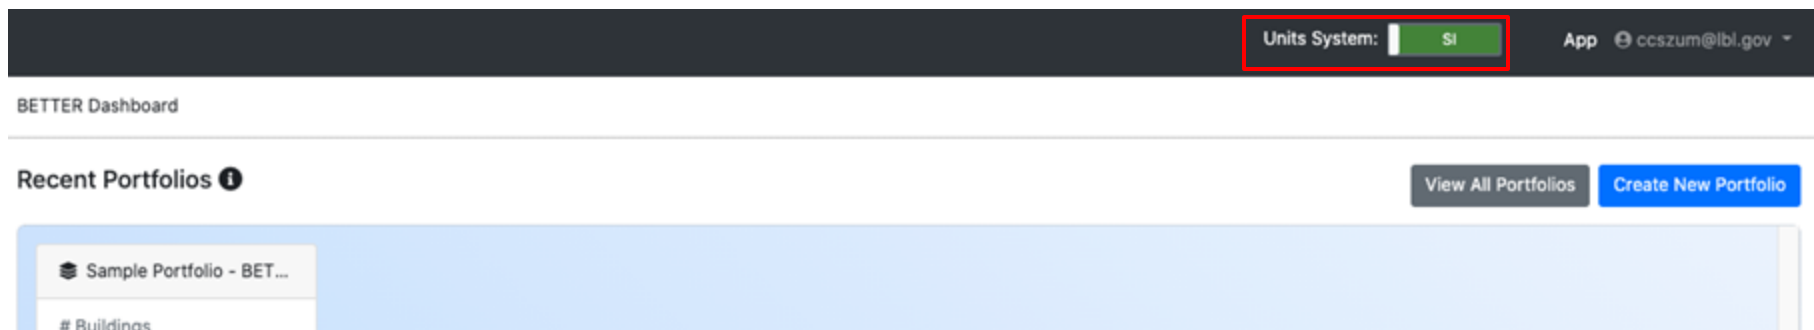 Units System: SI App ccszum@lbl.gov
BETTER Dashboard
Recent Portfolios View All Portfolios Create New Portfolio
Sample Portfolio - BET...
# Buildings